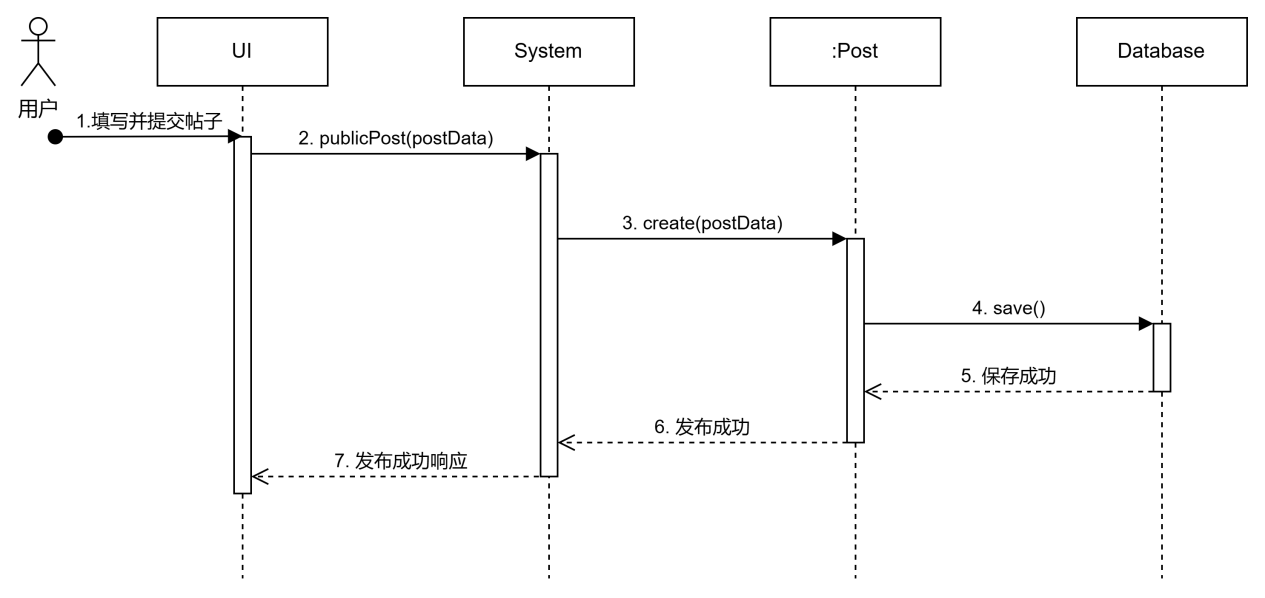 UI
System
:Post
Database
用户
1.填写并提交帖子
2. publicPost(postData)
3. create(postData)
4. save()
5. 保存成功
6. 发布成功
7. 发布成功响应